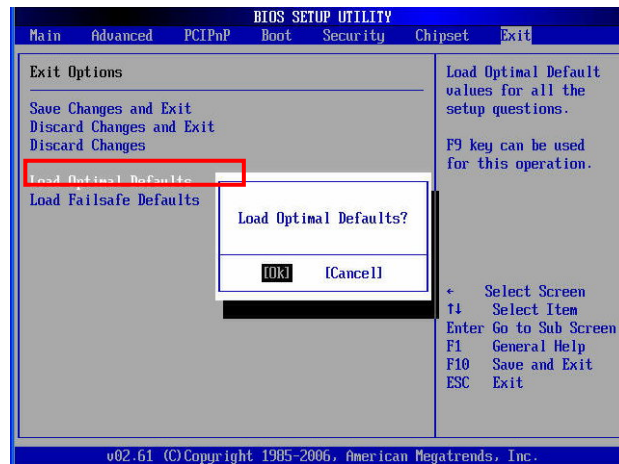 BIOS SETUP UTILITY
Main Advanced PCIPnP Boot Security Chipset Exit
Exit Options
Save Changes and Exit
Discard Changes and Exit
Discard Changes
Load Optimal Defaults
Load Failsafe Defaults
Load Optimal Defaults?
[Ok] [Cancel]
Load Optimal Default
values for all the
setup questions.
F9 key can be used
for this operation.
← Select Screen
↑↓ Select Item
Enter Go to Sub Screen
F1 General Help
F10 Save and Exit
ESC Exit
v02.61 (C)Copyright 1985-2006, American Megatrends, Inc.